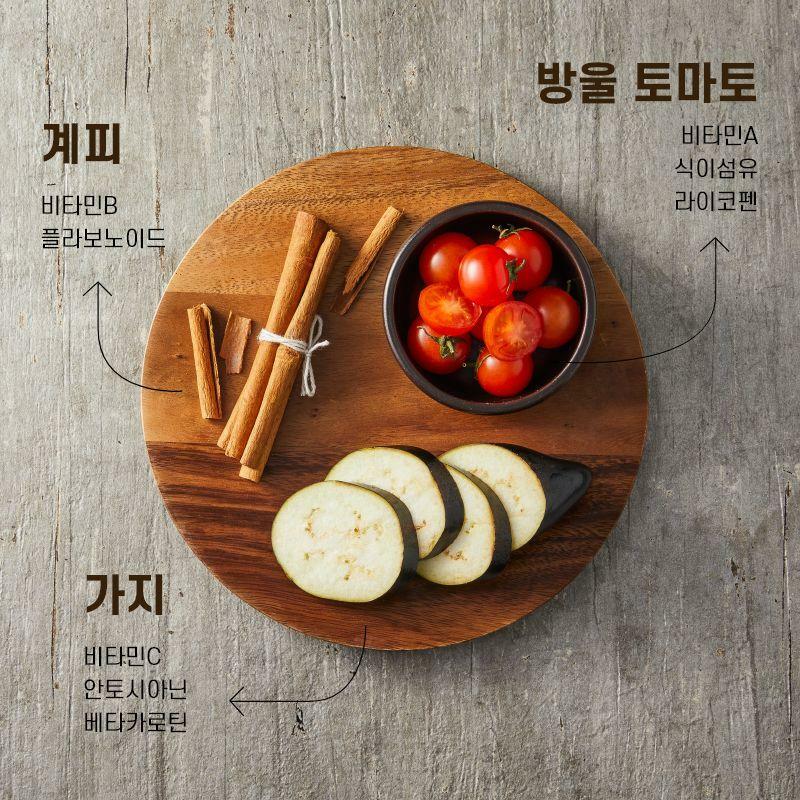 방울 토마토
비타민A
식이섬유
라이코펜
계피
비타민B
플라보노이드
가지
비타민C
안토시아닌
베타카로틴